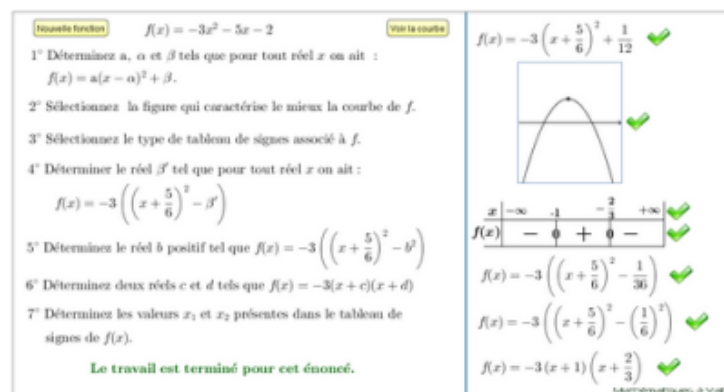 Nouvelle fonction
f(x) = −3x² − 5x − 2
Voir la courbe
1° Déterminez a, α et β tels que pour tout réel x on ait :
f(x) = a(x − α)² + β.
2° Sélectionnez la figure qui caractérise le mieux la courbe de f.
3° Sélectionnez le type de tableau de signes associé à f.
4° Déterminer le réel β′ tel que pour tout réel x on ait :
f(x) = −3((x + 5/6)² − β′)
5° Déterminez le réel b positif tel que f(x) = −3((x + 5/6)² − b²)
6° Déterminez deux réels c et d tels que f(x) = −3(x + c)(x + d)
7° Déterminez les valeurs x₁ et x₂ présentes dans le tableau de
signes de f(x).
Le travail est terminé pour cet énoncé.
f(x) = −3(x + 5/6)² + 1/12
x −∞ -1 −2/3 +∞
f(x) − 0 + 0 −
f(x) = −3((x + 5/6)² − 1/36)
f(x) = −3((x + 5/6)² − (1/6)²)
f(x) = −3(x + 1)(x + 2/3)